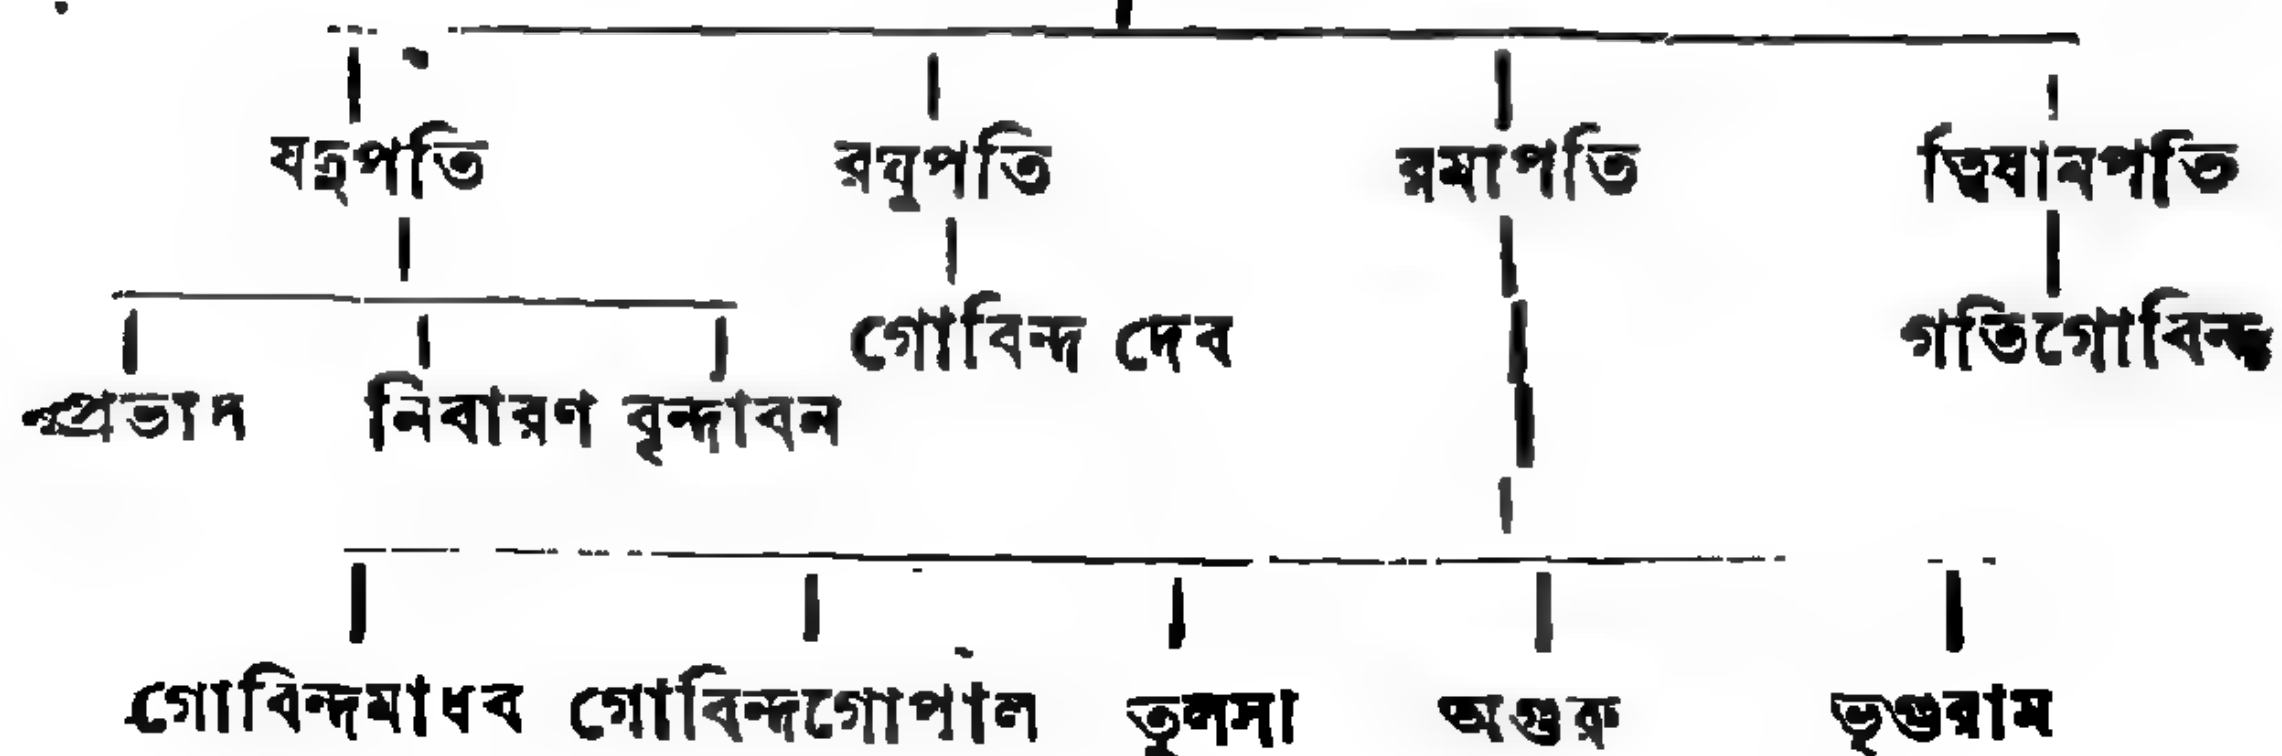 যদুপতি রঘুপতি রমাপতি ত্বিষানপতি
গোবিন্দ দেব গতিগোবিন্দ
প্রভাস নিবারণ বৃন্দাবন
গোবিন্দমাধব গোবিন্দগোপাল তুলসা অগুরু ভৃগুরাম